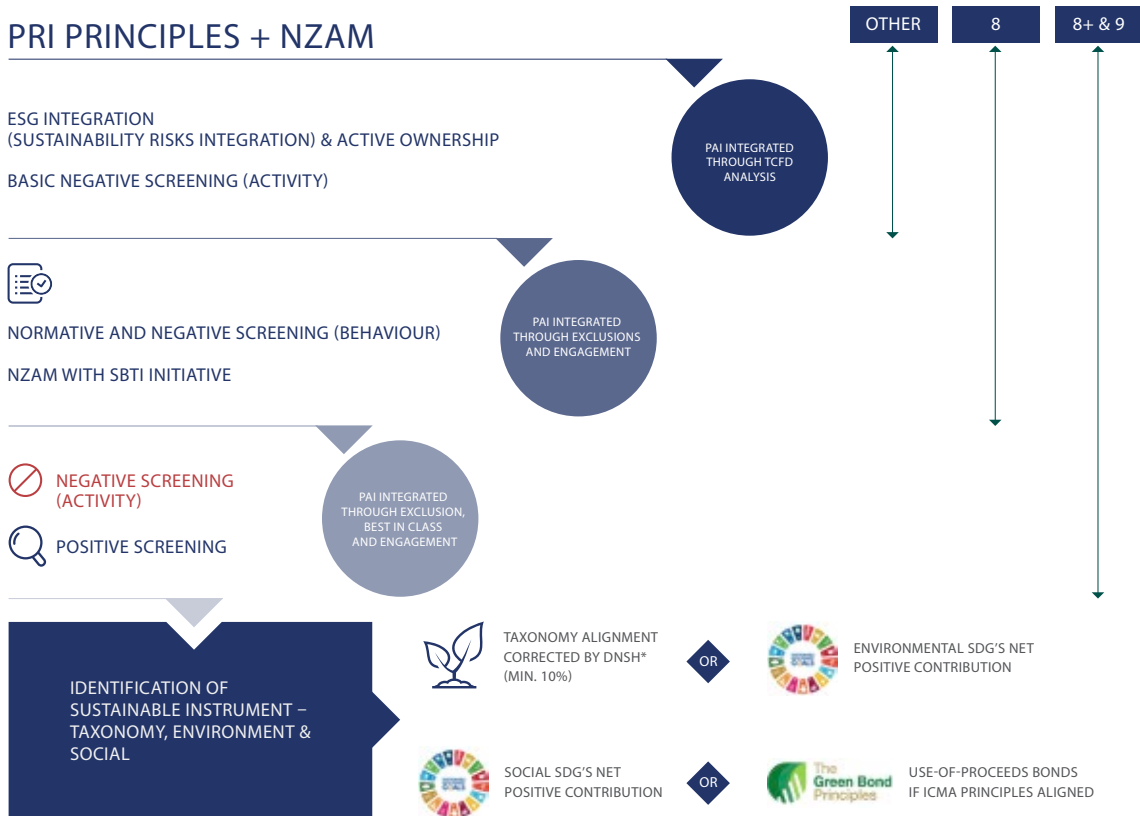 PRI PRINCIPLES + NZAM
OTHER
8
8+ & 9
ESG INTEGRATION
(SUSTAINABILITY RISKS INTEGRATION) & ACTIVE OWNERSHIP
BASIC NEGATIVE SCREENING (ACTIVITY)
PAI INTEGRATED
THROUGH TCFD
ANALYSIS
NORMATIVE AND NEGATIVE SCREENING (BEHAVIOUR)
NZAM WITH SBTI INITIATIVE
PAI INTEGRATED
THROUGH EXCLUSIONS
AND ENGAGEMENT
NEGATIVE SCREENING
(ACTIVITY)
POSITIVE SCREENING
PAI INTEGRATED
THROUGH EXCLUSION,
BEST IN CLASS
AND ENGAGEMENT
IDENTIFICATION OF
SUSTAINABLE INSTRUMENT –
TAXONOMY, ENVIRONMENT &
SOCIAL
TAXONOMY ALIGNMENT
CORRECTED BY DNSH*
(MIN. 10%)
OR
ENVIRONMENTAL SDG'S NET
POSITIVE CONTRIBUTION
SOCIAL SDG'S NET
POSITIVE CONTRIBUTION
OR
The
Green Bond
Principles
USE-OF-PROCEEDS BONDS
IF ICMA PRINCIPLES ALIGNED